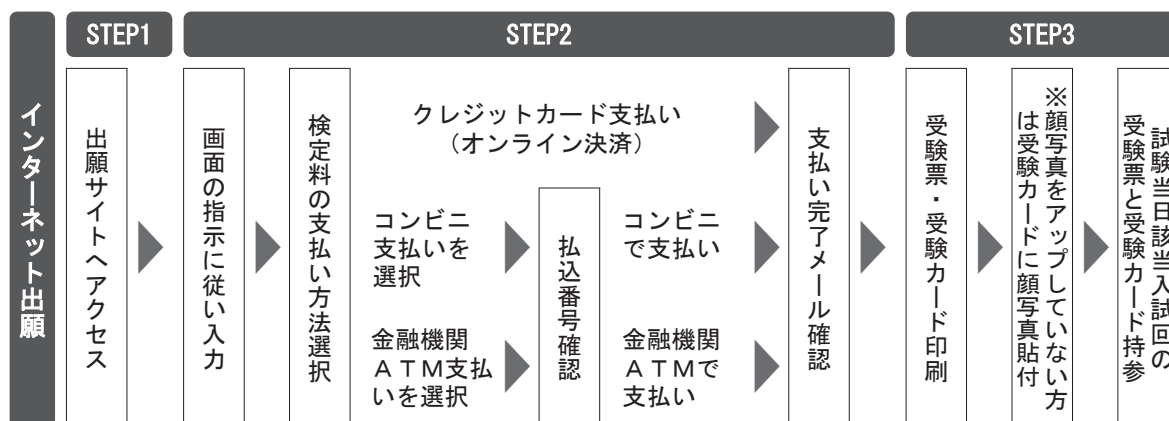 インターネット出願
STEP1
出願サイトへアクセス
STEP2
画面の指示に従い入力
検定料の支払い方法選択
クレジットカード支払い
（オンライン決済）
コンビニ
支払いを
選択
金融機関
ＡＴＭ支払
いを選択
払込番号確認
コンビニ
で支払い
金融機関
ＡＴＭで
支払い
支払い完了メール確認
STEP3
受験票・受験カード印刷
※顔写真をアップしていない方
は受験カードに顔写真貼付
試験当日該当入試回の
受験票と受験カード持参